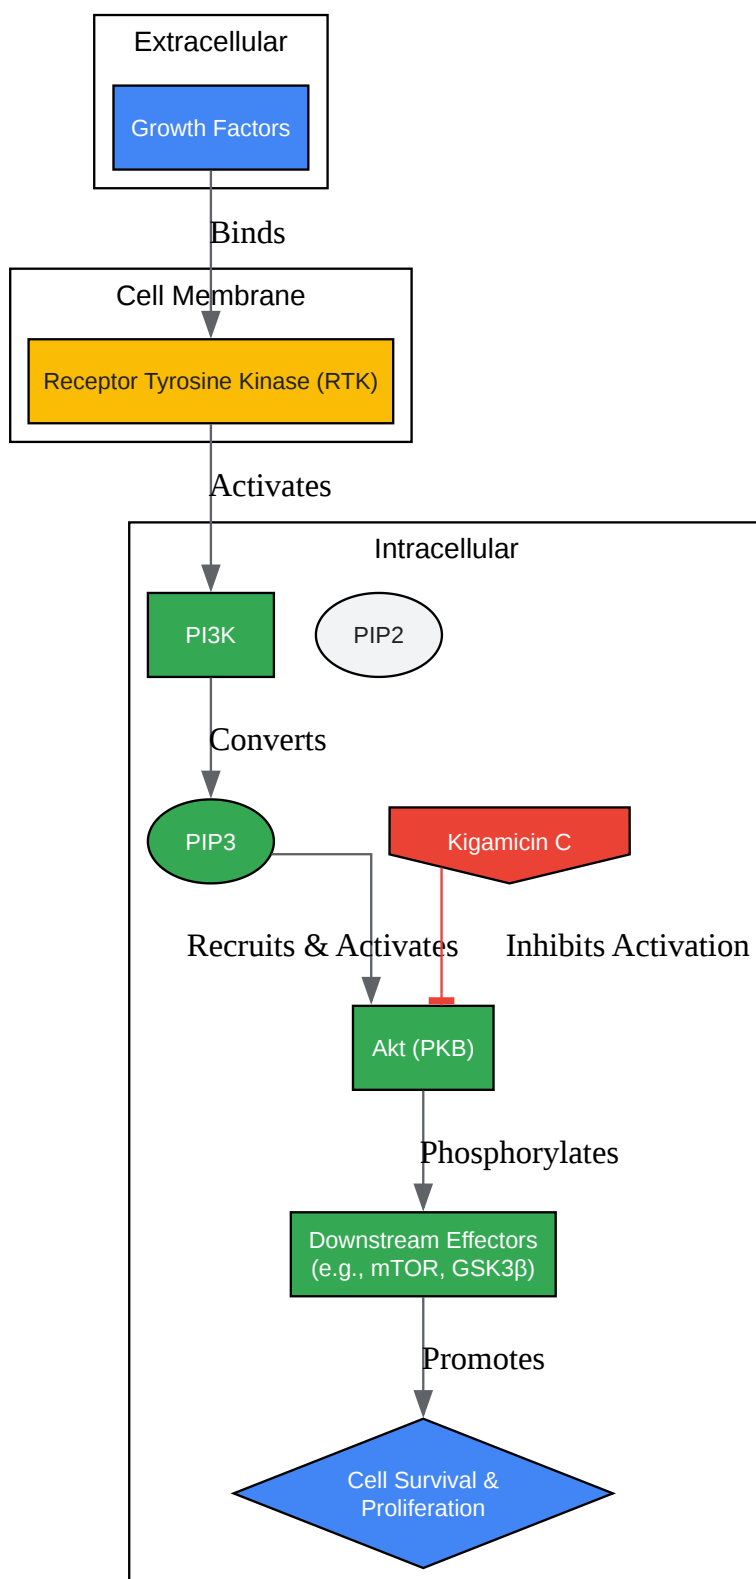 Extracellular
Growth Factors
Binds
Cell Membrane
Receptor Tyrosine Kinase (RTK)
Activates
Intracellular
PI3K
PIP2
Converts
PIP3
Kigamicin C
Recruits & Activates
Inhibits Activation
Akt (PKB)
Phosphorylates
Downstream Effectors
(e.g., mTOR, GSK3β)
Promotes
Cell Survival &
Proliferation